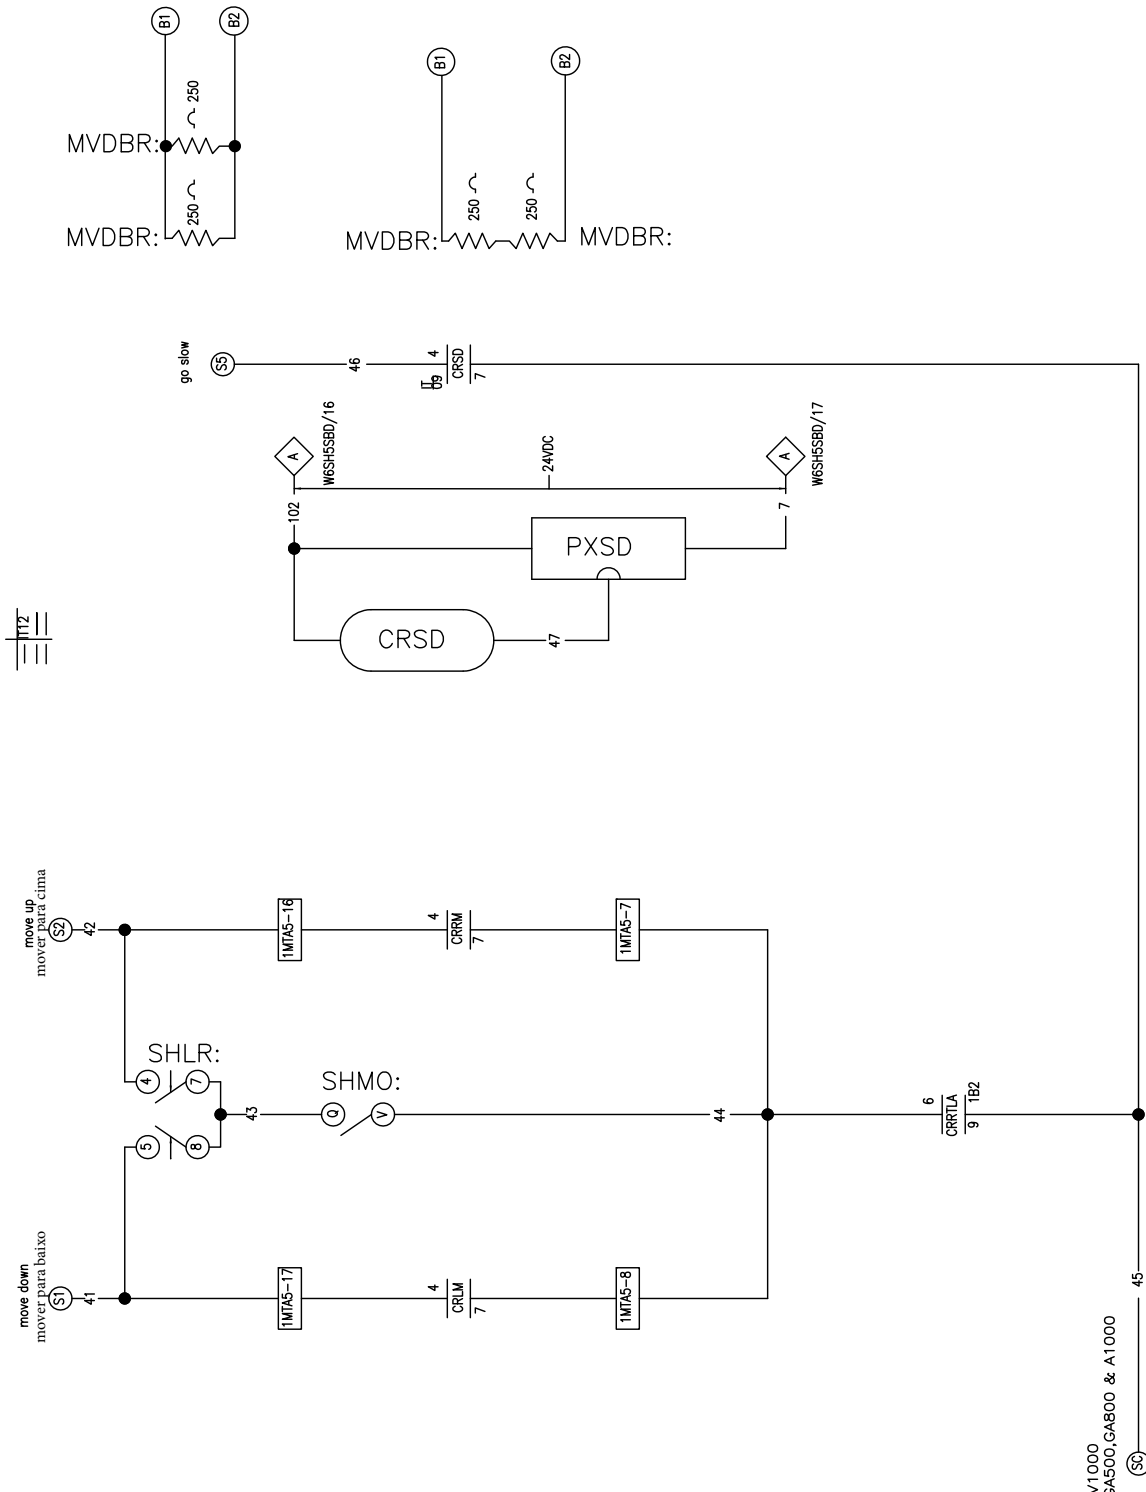 B1
B2
250
MVDBR:
250
MVDBR:
B1
B2
250
250
MVDBR:
MVDBR:
go slow
S5
46
4
CRSD
7
09
A
W6SH5SBD/16
24VDC
A
W6SH5SBD/17
102
7
PXSD
CRSD
47
move up
mover para cima
S2
42
1MTA5-16
4
CRRM
7
1MTA5-7
SHLR:
4
7
5
8
43
SHMO:
Q
V
44
6
CRRTLA
9
1B2
move down
mover para baixo
S1
41
1MTA5-17
4
CRLM
7
1MTA5-8
45
V1000
GA500,GA800 & A1000
SC